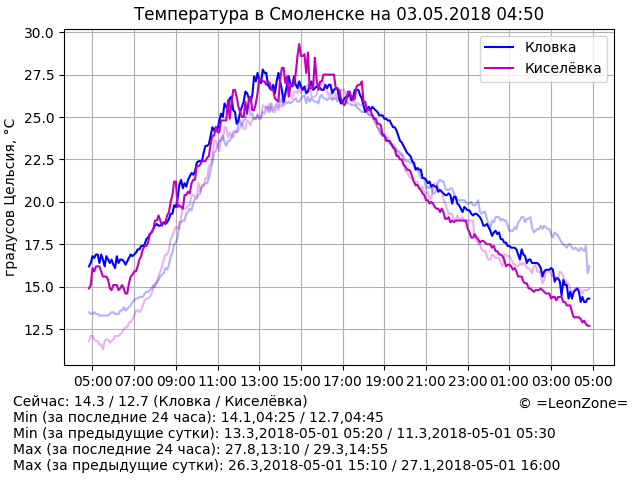 Температура в Смоленске на 03.05.2018 04:50
градусов Цельсия, °C
30.0
27.5
25.0
22.5
20.0
17.5
15.0
12.5
Кловка
Киселёвка
05:00 07:00 09:00 11:00 13:00 15:00 17:00 19:00 21:00 23:00 01:00 03:00 05:00
Сейчас: 14.3 / 12.7 (Кловка / Киселёвка)
© =LeonZone=
Min (за последние 24 часа): 14.1,04:25 / 12.7,04:45
Min (за предыдущие сутки): 13.3,2018-05-01 05:20 / 11.3,2018-05-01 05:30
Max (за последние 24 часа): 27.8,13:10 / 29.3,14:55
Max (за предыдущие сутки): 26.3,2018-05-01 15:10 / 27.1,2018-05-01 16:00